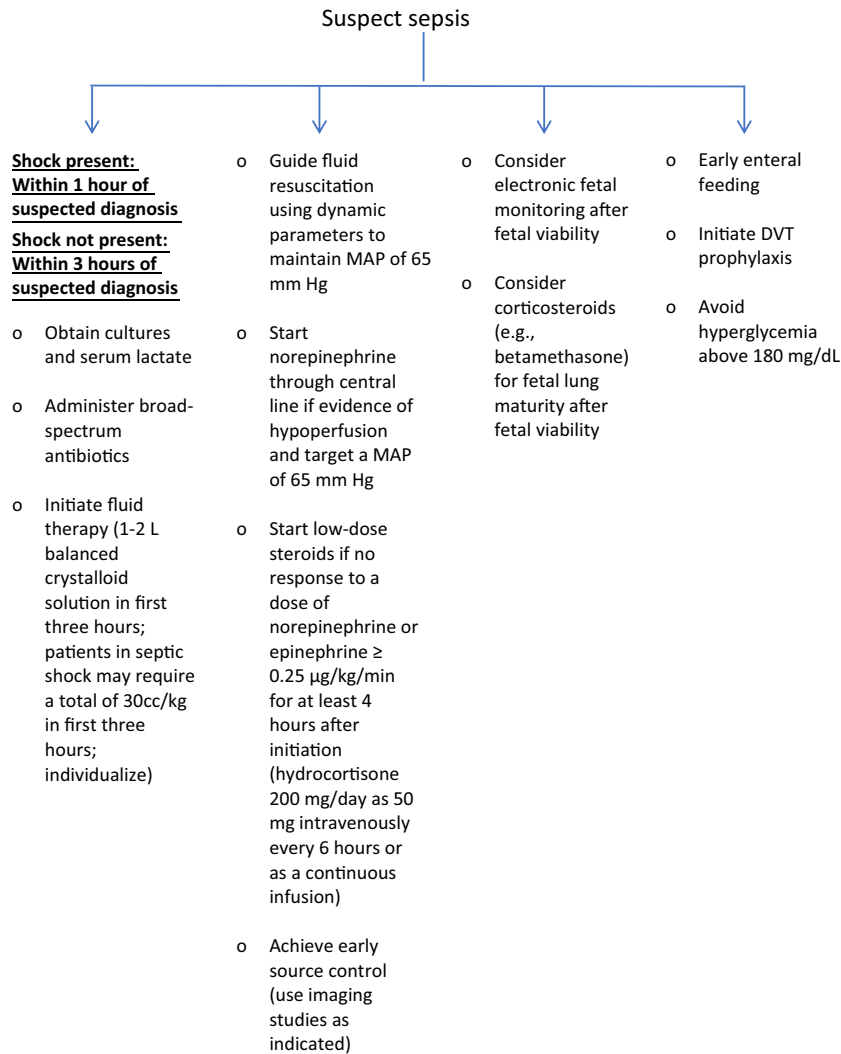 Suspect sepsis
Shock present:
Within 1 hour of
suspected diagnosis
Shock not present:
Within 3 hours of
suspected diagnosis
o Obtain cultures
and serum lactate
o Administer broad-
spectrum
antibiotics
o Initiate fluid
therapy (1-2 L
balanced
crystalloid
solution in first
three hours;
patients in septic
shock may require
a total of 30cc/kg
in first three
hours;
individualize)
o Guide fluid
resuscitation
using dynamic
parameters to
maintain MAP of 65
mm Hg
o Start
norepinephrine
through central
line if evidence of
hypoperfusion
and target a MAP
of 65 mm Hg
o Start low-dose
steroids if no
response to a
dose of
norepinephrine or
epinephrine ≥
0.25 µg/kg/min
for at least 4
hours after
initiation
(hydrocortisone
200 mg/day as 50
mg intravenously
every 6 hours or
as a continuous
infusion)
o Achieve early
source control
(use imaging
studies as
indicated)
o Consider
electronic fetal
monitoring after
fetal viability
o Consider
corticosteroids
(e.g.,
betamethasone)
for fetal lung
maturity after
fetal viability
o Early enteral
feeding
o Initiate DVT
prophylaxis
o Avoid
hyperglycemia
above 180 mg/dL